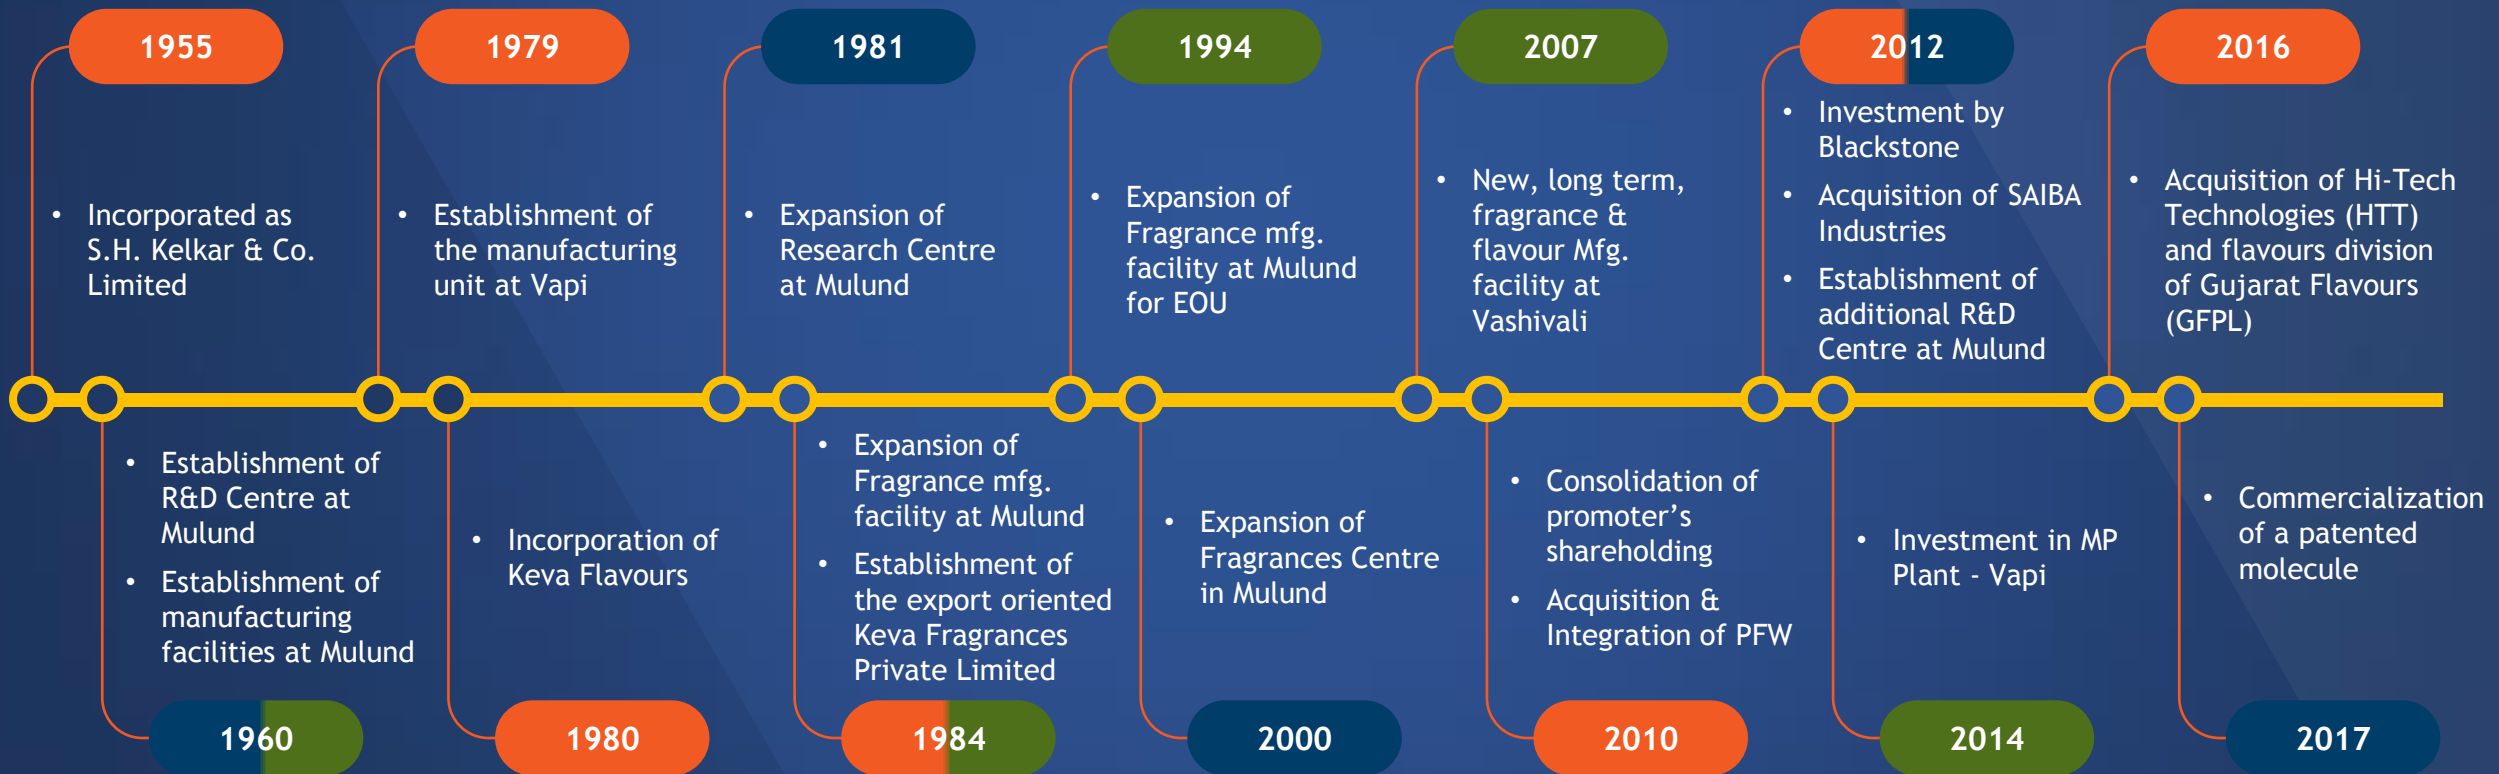 1955
• Incorporated as
S.H. Kelkar & Co.
Limited
1960
• Establishment of
R&D Centre at
Mulund
• Establishment of
manufacturing
facilities at Mulund
1979
• Establishment of
the manufacturing
unit at Vapi
1980
• Incorporation of
Keva Flavours
1981
• Expansion of
Research Centre
at Mulund
1984
• Expansion of
Fragrance mfg.
facility at Mulund
• Establishment of
the export oriented
Keva Fragrances
Private Limited
1994
• Expansion of
Fragrance mfg.
facility at Mulund
for EOU
2000
• Expansion of
Fragrances Centre
in Mulund
2007
• New, long term,
fragrance &
flavour Mfg.
facility at
Vashivali
2010
• Consolidation of
promoter’s
shareholding
• Acquisition &
Integration of PFW
2012
• Investment by
Blackstone
• Acquisition of SAIBA
Industries
• Establishment of
additional R&D
Centre at Mulund
2014
• Investment in MP
Plant - Vapi
2016
• Acquisition of Hi-Tech
Technologies (HTT)
and flavours division
of Gujarat Flavours
(GFPL)
2017
• Commercialization
of a patented
molecule